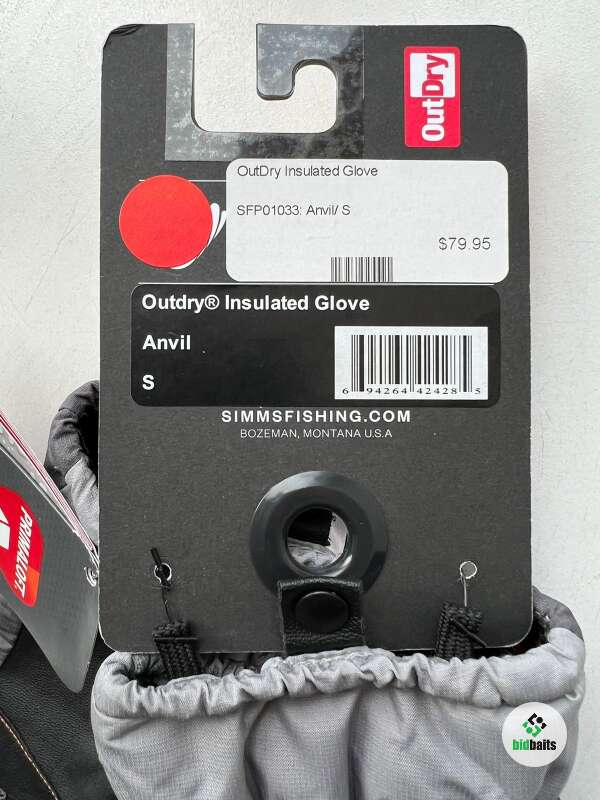 OutDry
OutDry Insulated Glove
SFP01033: Anvil/ S
$79.95
Outdry® Insulated Glove
Anvil
S
6 94264 42428 5
SIMMSFISHING.COM
BOZEMAN, MONTANA U.S.A
PRIMALOFT
bidbaits